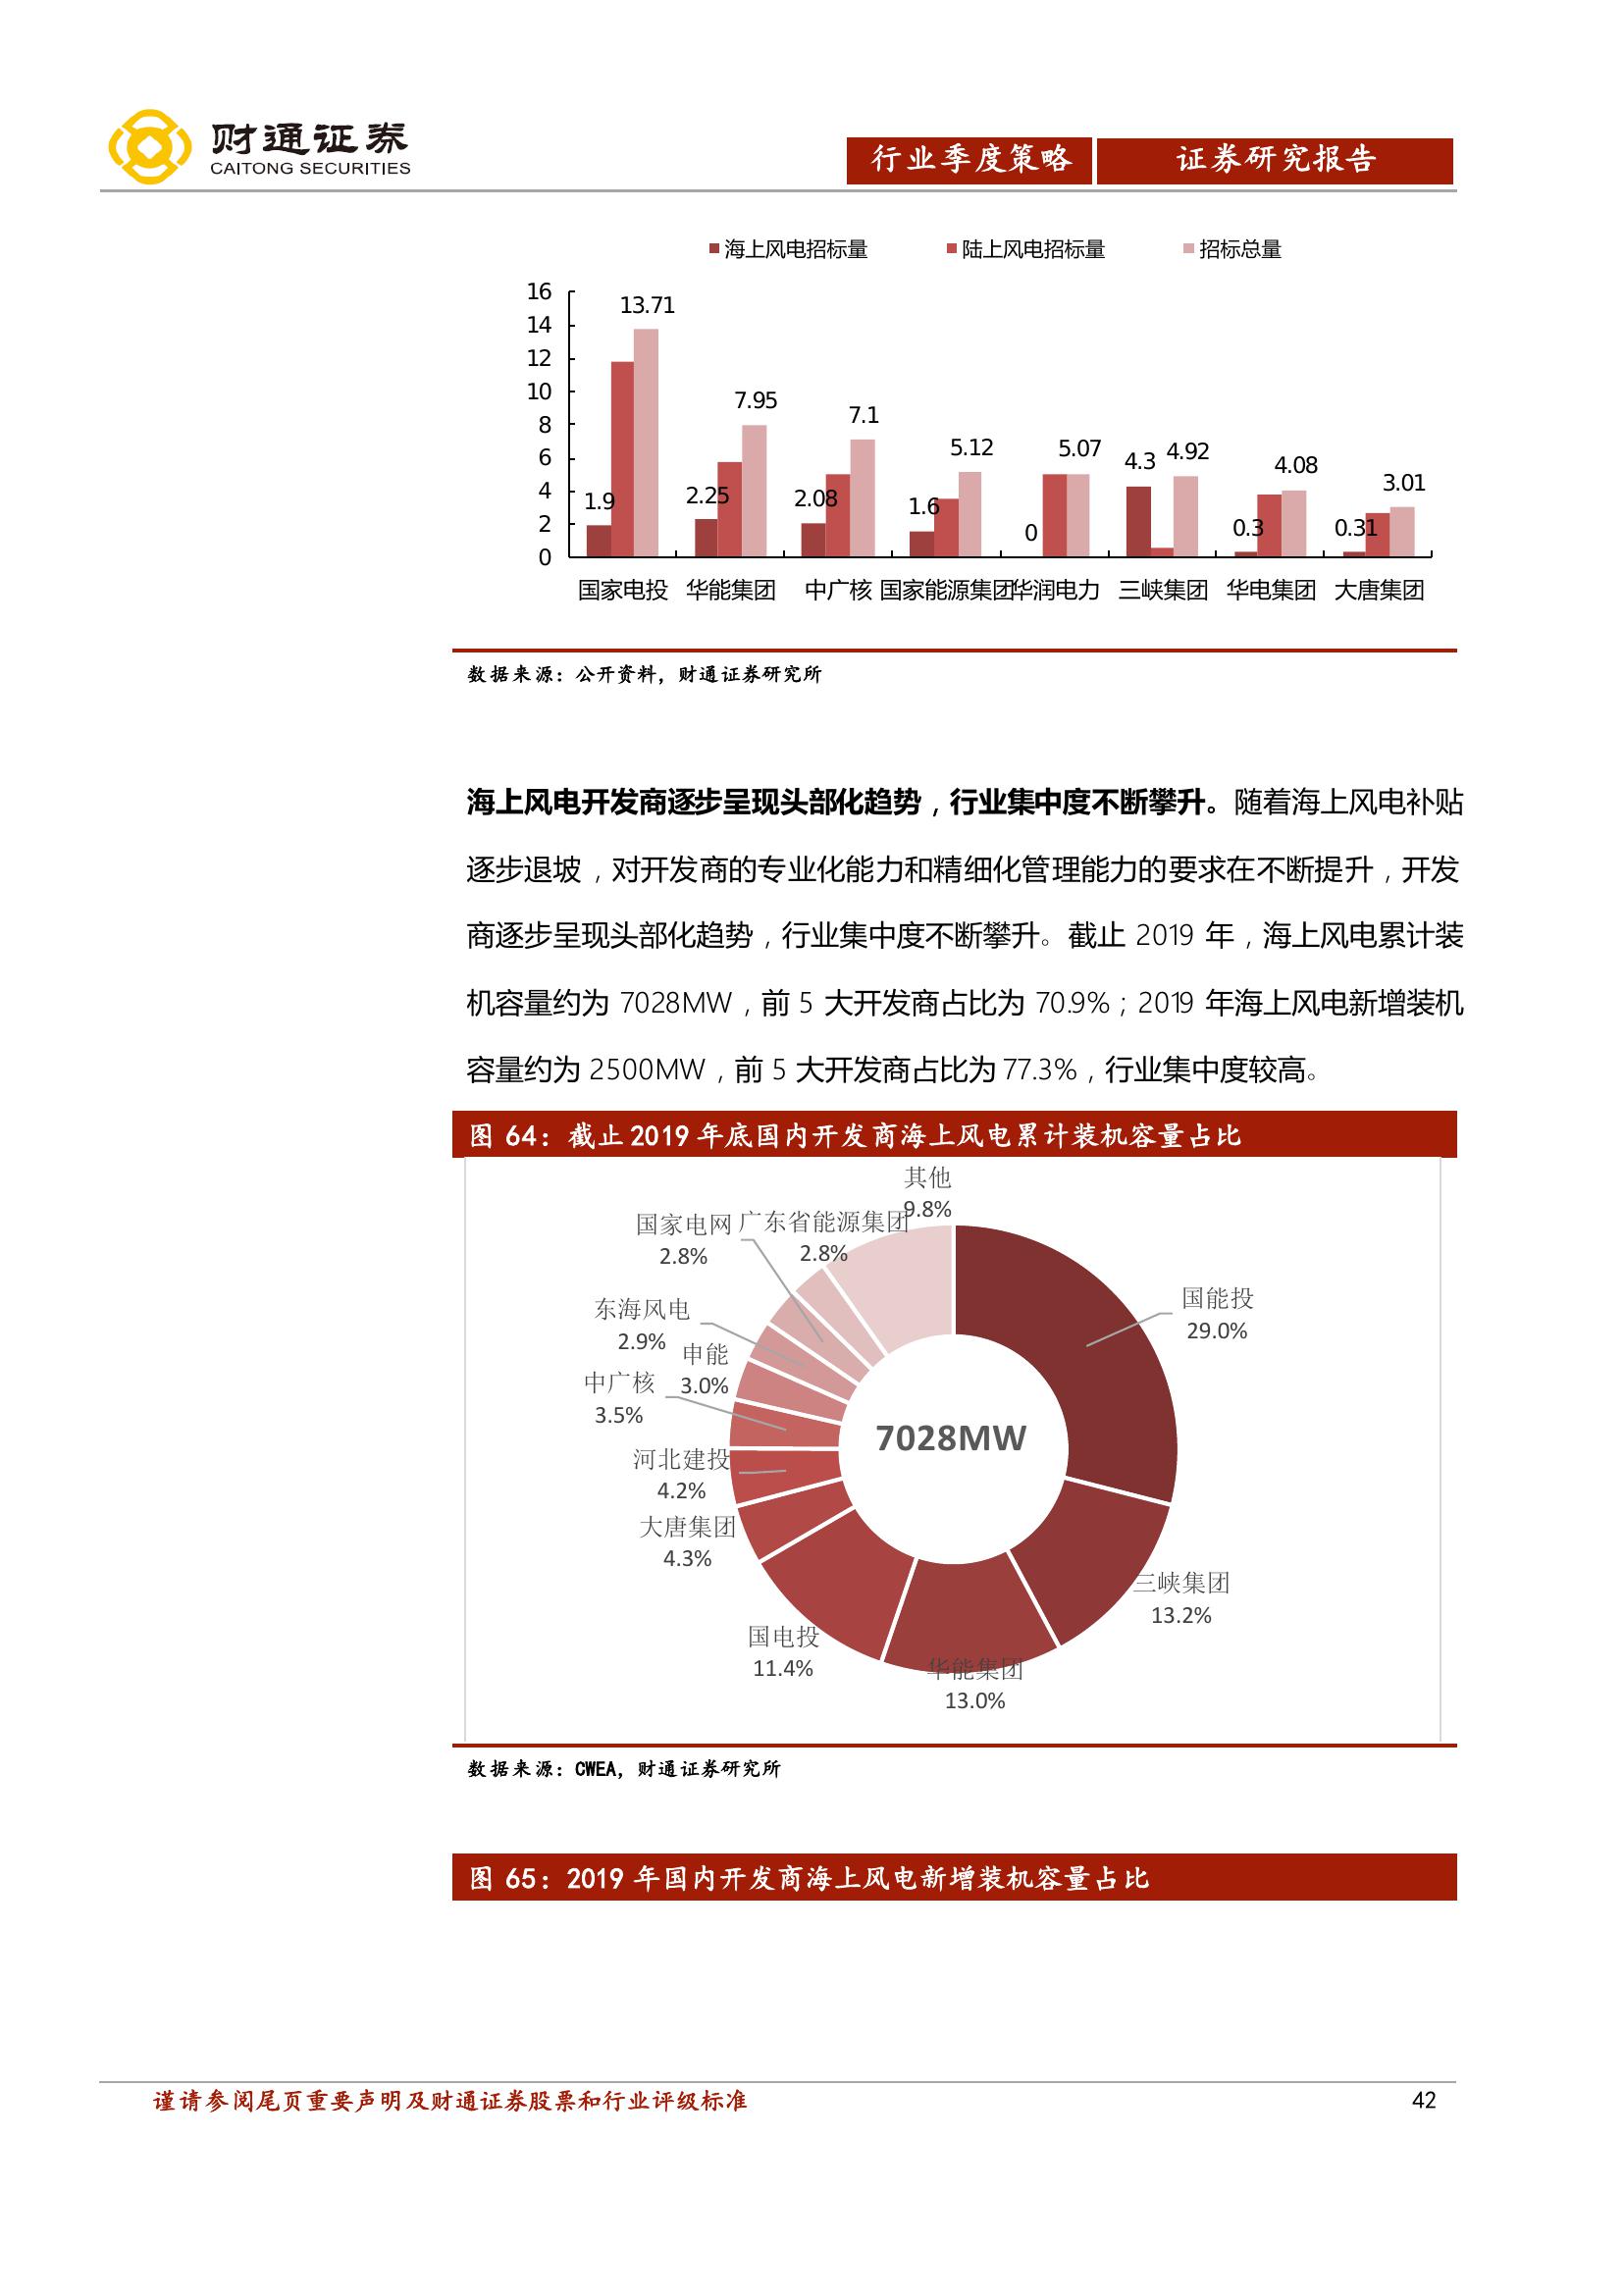 财通证券
CAITONG SECURITIES
行业季度策略
证券研究报告
海上风电招标量 陆上风电招标量 招标总量
16
14
12
10
8
6
4
2
0
13.71
7.95
7.1
5.12
5.07
4.3
4.92
4.08
3.01
1.9
2.25
2.08
1.6
0
0.3
0.31
国家电投 华能集团 中广核 国家能源集团 华润电力 三峡集团 华电集团 大唐集团
数据来源：公开资料，财通证券研究所
海上风电开发商逐步呈现头部化趋势，行业集中度不断攀升。随着海上风电补贴
逐步退坡，对开发商的专业化能力和精细化管理能力的要求在不断提升，开发
商逐步呈现头部化趋势，行业集中度不断攀升。截止 2019 年，海上风电累计装
机容量约为 7028MW，前 5 大开发商占比为 70.9%；2019 年海上风电新增装机
容量约为 2500MW，前 5 大开发商占比为 77.3%，行业集中度较高。
图 64：截止 2019 年底国内开发商海上风电累计装机容量占比
其他
9.8%
国家电网
2.8%
广东省能源集团
2.8%
国能投
29.0%
东海风电
2.9%
申能
3.0%
中广核
3.5%
7028MW
河北建投
4.2%
大唐集团
4.3%
三峡集团
13.2%
国电投
11.4%
华能集团
13.0%
数据来源：CWEA，财通证券研究所
图 65：2019 年国内开发商海上风电新增装机容量占比
谨请参阅尾页重要声明及财通证券股票和行业评级标准
42